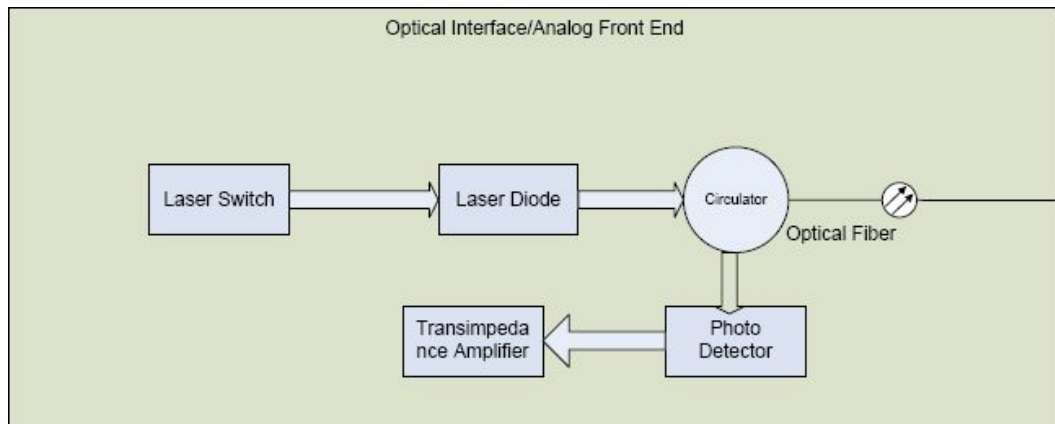 Optical Interface/Analog Front End
Laser Switch
Laser Diode
Circulator
Optical Fiber
Transimpeda
nce Amplifier
Photo
Detector